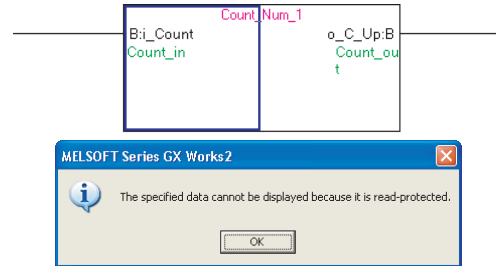 Count_Num_1
B:i_Count
o_C_Up:B
Count_in
Count_ou
t
MELSOFT Series GX Works2
The specified data cannot be displayed because it is read-protected.
OK